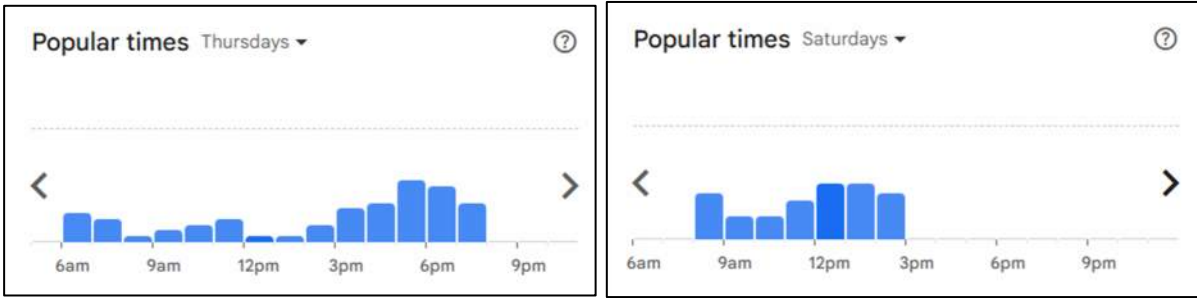 Popular times Thursdays
6am 9am 12pm 3pm 6pm 9pm
Popular times Saturdays
6am 9am 12pm 3pm 6pm 9pm